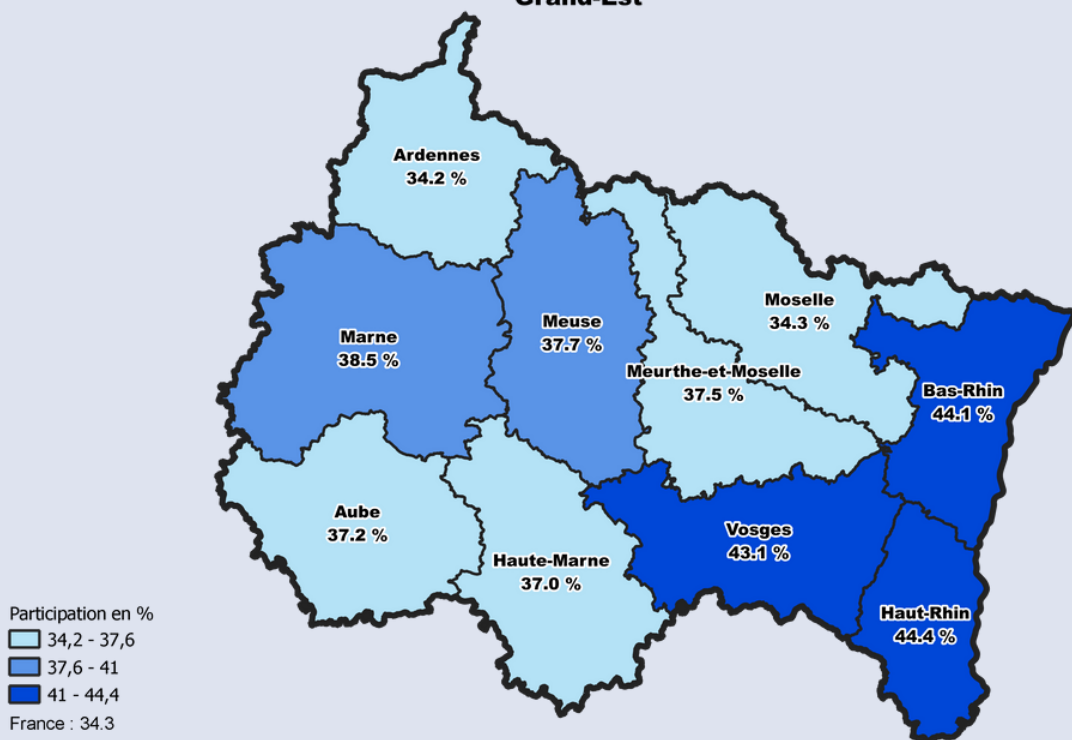 Grand-Est
Ardennes
34.2 %
Moselle
34.3 %
Meuse
37.7 %
Marne
38.5 %
Meurthe-et-Moselle
37.5 %
Bas-Rhin
44.1 %
Aube
37.2 %
Vosges
43.1 %
Haute-Marne
37.0 %
Haut-Rhin
44.4 %
Participation en %
34,2 - 37,6
37,6 - 41
41 - 44,4
France : 34.3